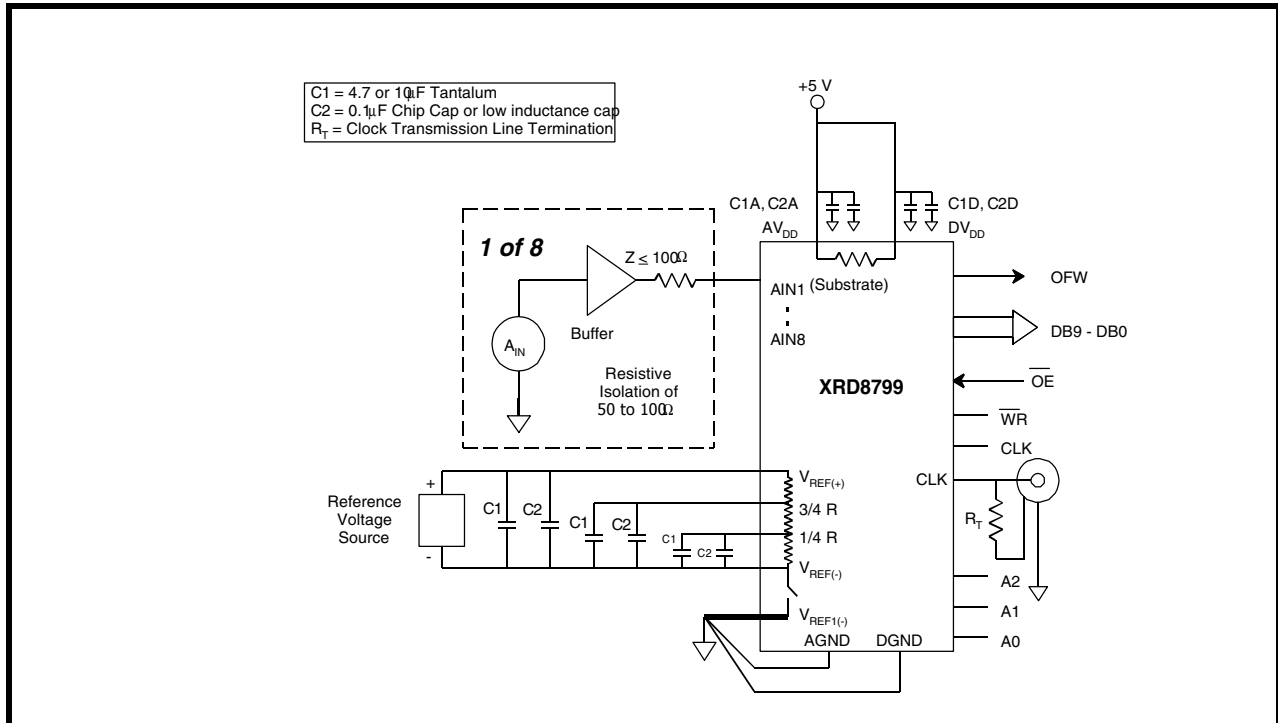 C1 = 4.7 or 10µF Tantalum
C2 = 0.1µF Chip Cap or low inductance cap
RT = Clock Transmission Line Termination
+5 V
C1A, C2A
C1D, C2D
AVDD
DVDD
1 of 8
Z ≤ 100Ω
Buffer
AIN
Resistive
Isolation of
50 to 100Ω
(Substrate)
AIN1
AIN8
XRD8799
OFW
DB9 - DB0
OE
WR
CLK
CLK
RT
A2
A1
A0
Reference
Voltage
Source
+
-
C1
C2
C1
C2
C1
C2
VREF(+)
3/4 R
1/4 R
VREF(-)
VREF1(-)
AGND
DGND